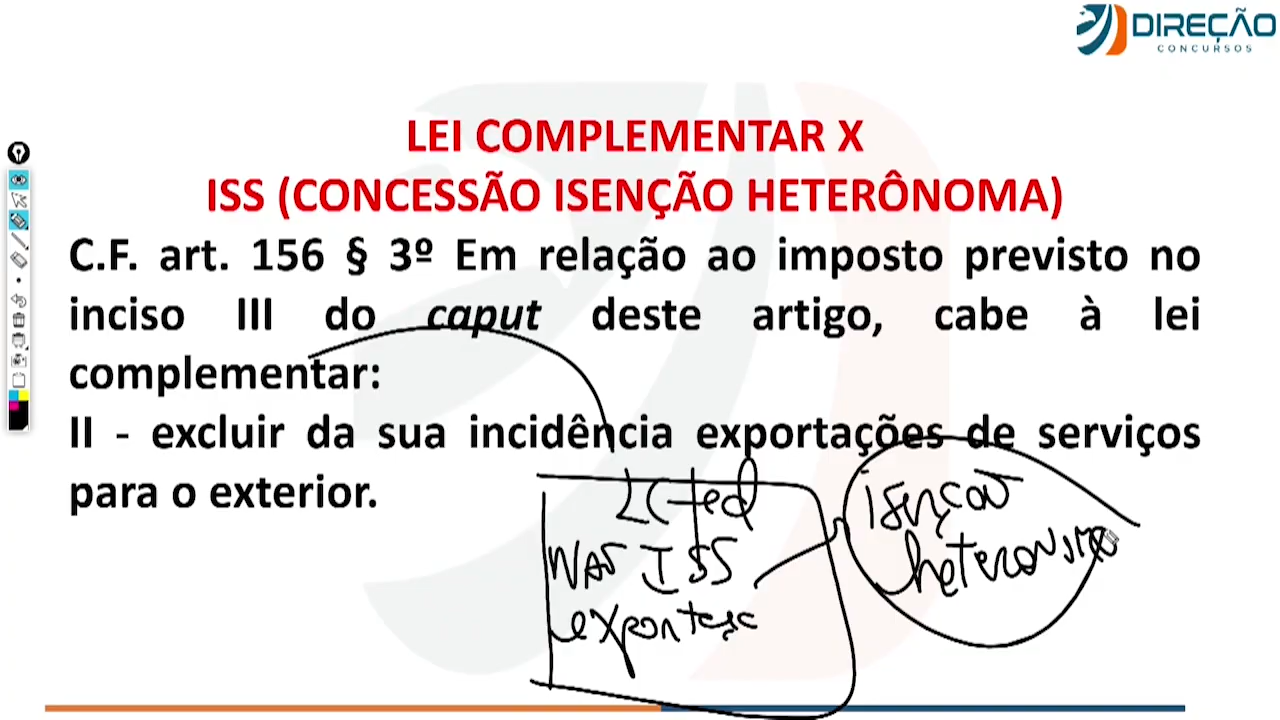 DIREÇÃO
CONCURSOS
LEI COMPLEMENTAR X
ISS (CONCESSÃO ISENÇÃO HETERÔNOMA)
C.F. art. 156 § 3º Em relação ao imposto previsto no
inciso III do caput deste artigo, cabe à lei
complementar:
II - excluir da sua incidência exportações de serviços
para o exterior.
LC fed
NÃO ISS
isenção